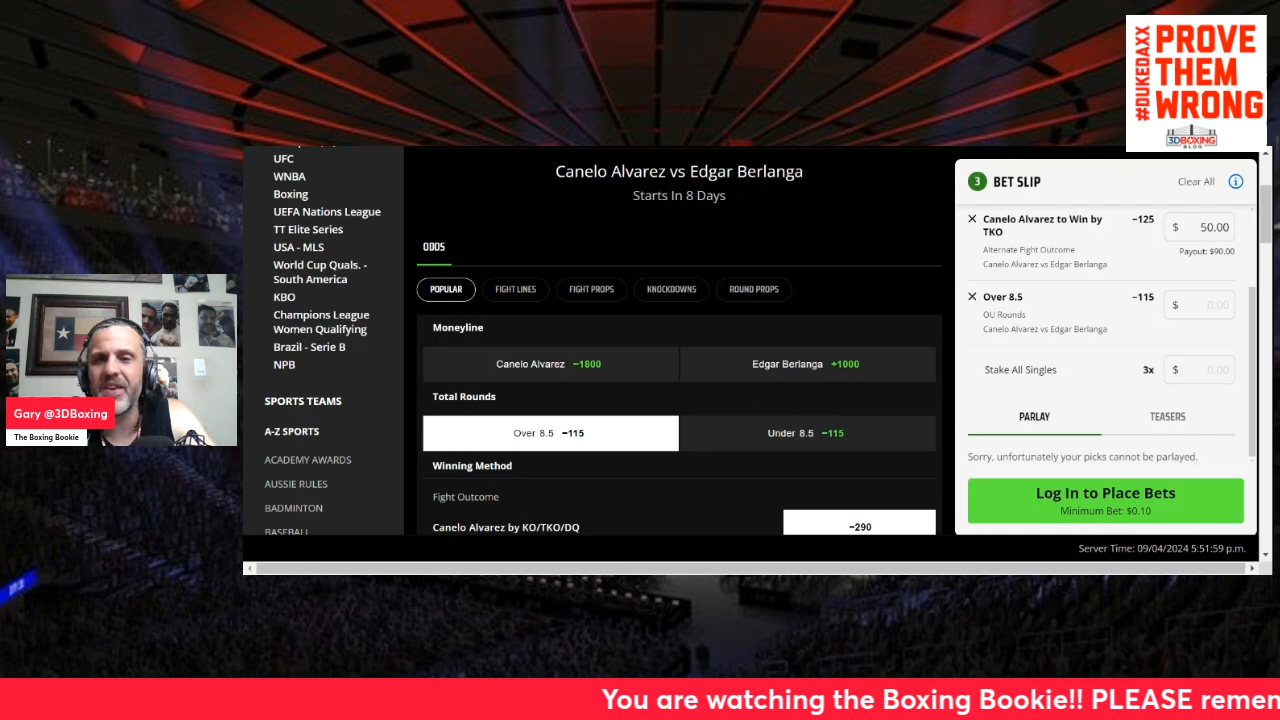 #DUKEDAXX
PROVE
THEM
WRONG
3DBOXING
BLOG
UFC
WNBA
Boxing
UEFA Nations League
TT Elite Series
USA - MLS
World Cup Quals. -
South America
KBO
Champions League
Women Qualifying
Brazil - Serie B
NPB
SPORTS TEAMS
A-Z SPORTS
ACADEMY AWARDS
AUSSIE RULES
BADMINTON
BASEBALL
Canelo Alvarez vs Edgar Berlanga
Starts In 8 Days
ODDS
POPULAR FIGHT LINES FIGHT PROPS KNOCKDOWNS ROUND PROPS
Moneyline
Canelo Alvarez −1800 Edgar Berlanga +1000
Total Rounds
Over 8.5 −115 Under 8.5 −115
Winning Method
Fight Outcome
Canelo Alvarez by KO/TKO/DQ −290
3 BET SLIP Clear All
Canelo Alvarez to Win by −125 $ 50.00
TKO
Alternate Fight Outcome Payout: $90.00
Canelo Alvarez vs Edgar Berlanga
Over 8.5 −115 $ 0.00
OU Rounds
Canelo Alvarez vs Edgar Berlanga
Stake All Singles 3x $ 0.00
PARLAY TEASERS
Sorry, unfortunately your picks cannot be parlayed.
Log In to Place Bets
Minimum Bet: $0.10
Server Time: 09/04/2024 5:51:59 p.m.
Gary @3DBoxing
The Boxing Bookie
You are watching the Boxing Bookie!! PLEASE remen